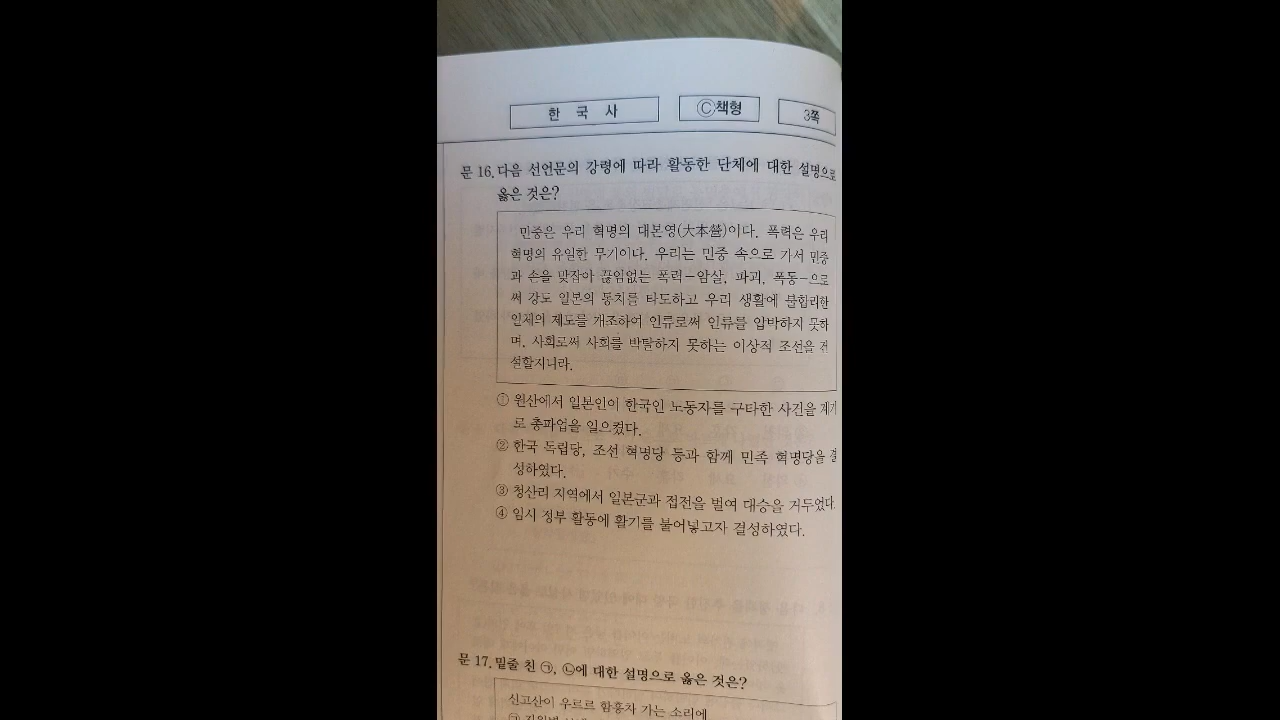 한 국 사
Ⓒ책형
3쪽
문 16. 다음 선언문의 강령에 따라 활동한 단체에 대한 설명으로
옳은 것은?
민중은 우리 혁명의 대본영(大本營)이다. 폭력은 우리
혁명의 유일한 무기이다. 우리는 민중 속으로 가서 민중
과 손을 맞잡아 끊임없는 폭력－암살, 파괴, 폭동－으로
써 강도 일본의 통치를 타도하고 우리 생활에 불합리한
일체의 제도를 개조하여 인류로써 인류를 압박하지 못하
며, 사회로써 사회를 박탈하지 못하는 이상적 조선을 건
설할지니라.
① 원산에서 일본인이 한국인 노동자를 구타한 사건을 계기
로 총파업을 일으켰다.
② 한국 독립당, 조선 혁명당 등과 함께 민족 혁명당을 결
성하였다.
③ 청산리 지역에서 일본군과 접전을 벌여 대승을 거두었다.
④ 임시 정부 활동에 활기를 불어넣고자 결성하였다.
문 17. 밑줄 친 ㉠, ㉡에 대한 설명으로 옳은 것은?
신고산이 우르르 함흥차 가는 소리에